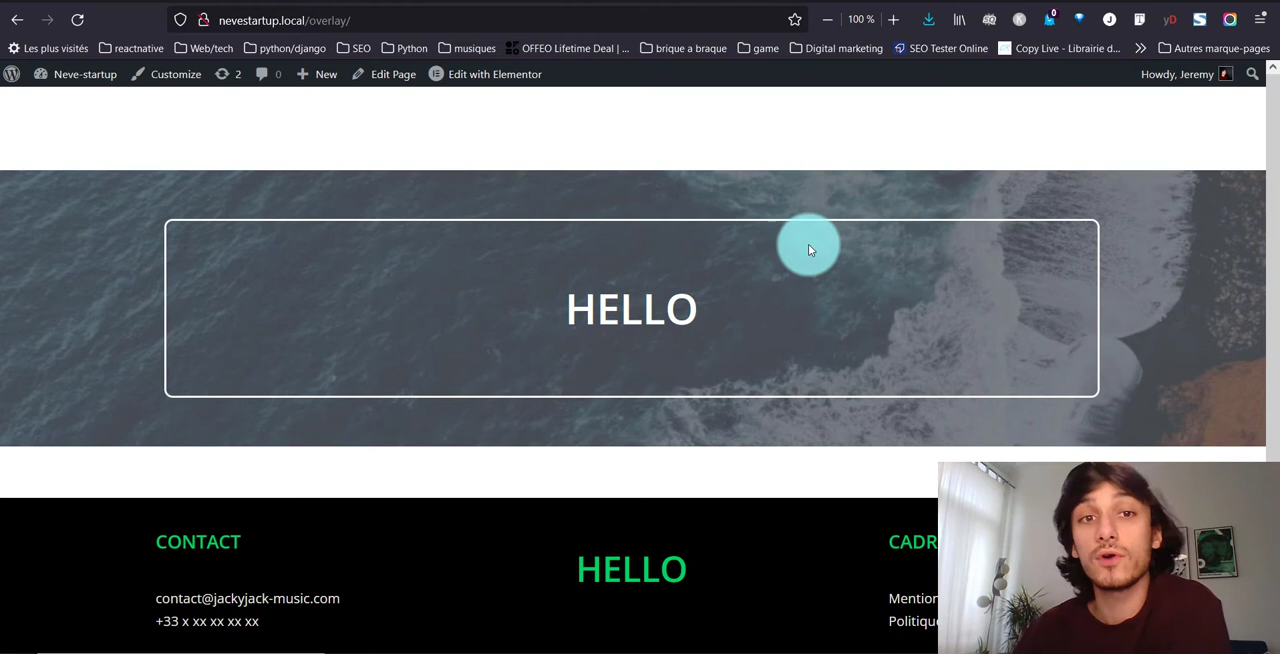 nevestartup.local/overlay/
100 %
0
yD
Les plus visités
reactnative
Web/tech
python/django
SEO
Python
musiques
OFFEO Lifetime Deal | ...
brique a braque
game
Digital marketing
SEO Tester Online
Copy Live - Librairie d...
Autres marque-pages
Neve-startup
Customize
2
0
New
Edit Page
Edit with Elementor
Howdy, Jeremy
HELLO
CONTACT
contact@jackyjack-music.com
+33 x xx xx xx xx
HELLO
CADR
Mention
Politiqu